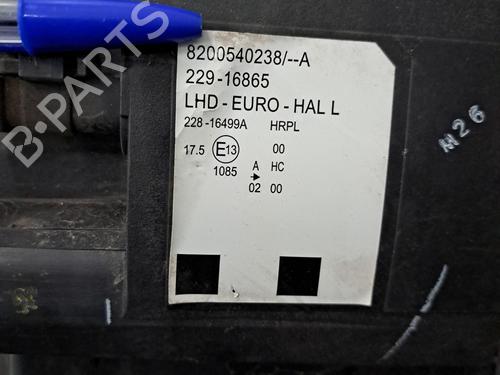 8200540238/--A
229-16865
LHD - EURO - HAL L
228 -16499A HRPL
17.5 E13 00
1085 A HC
02 00
M26
B-PARTS